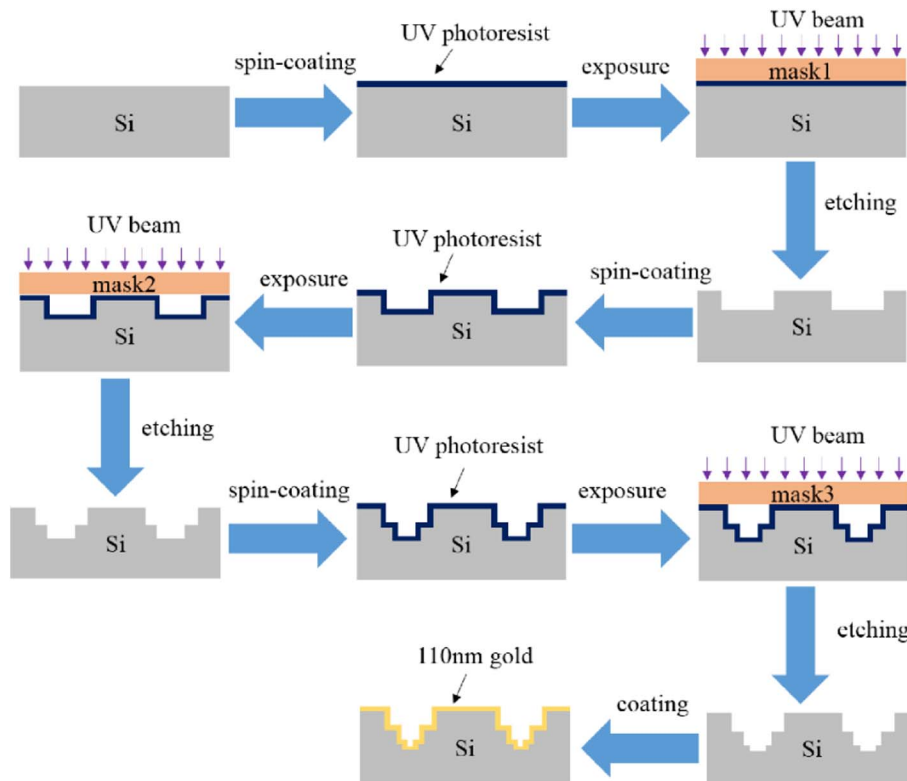 UV photoresist
UV beam
spin-coating
exposure
mask1
Si
Si
Si
etching
UV beam
UV photoresist
spin-coating
exposure
mask2
Si
Si
Si
etching
UV photoresist
UV beam
spin-coating
exposure
mask3
Si
Si
Si
etching
110nm gold
coating
Si
Si